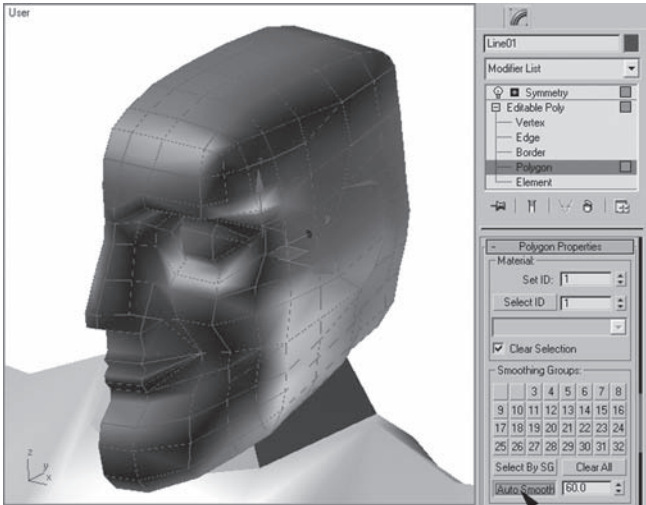 User
Line01
Modifier List
Symmetry
Editable Poly
Vertex
Edge
Border
Polygon
Element
- Polygon Properties
Material:
Set ID: 1
Select ID 1
Clear Selection
Smoothing Groups:
3 4 5 6 7 8
9 10 11 12 13 14 15 16
17 18 19 20 21 22 23 24
25 26 27 28 29 30 31 32
Select By SG Clear All
Auto Smooth 60.0
z
y
x